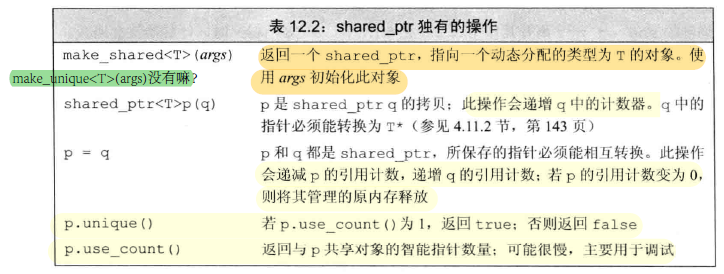 表 12.2：shared_ptr 独有的操作
make_shared<T>(args) 返回一个 shared_ptr，指向一个动态分配的类型为 T 的对象。使
make_unique<T>(args)没有嘛? 用 args 初始化此对象
shared_ptr<T>p(q) p 是 shared_ptr q 的拷贝；此操作会递增 q 中的计数器。q 中的
指针必须能转换为 T*（参见 4.11.2 节，第 143 页）
p = q p 和 q 都是 shared_ptr，所保存的指针必须能相互转换。此操作
会递减 p 的引用计数，递增 q 的引用计数；若 p 的引用计数变为 0，
则将其管理的原内存释放
p.unique() 若 p.use_count()为 1，返回 true；否则返回 false
p.use_count() 返回与 p 共享对象的智能指针数量；可能很慢，主要用于调试